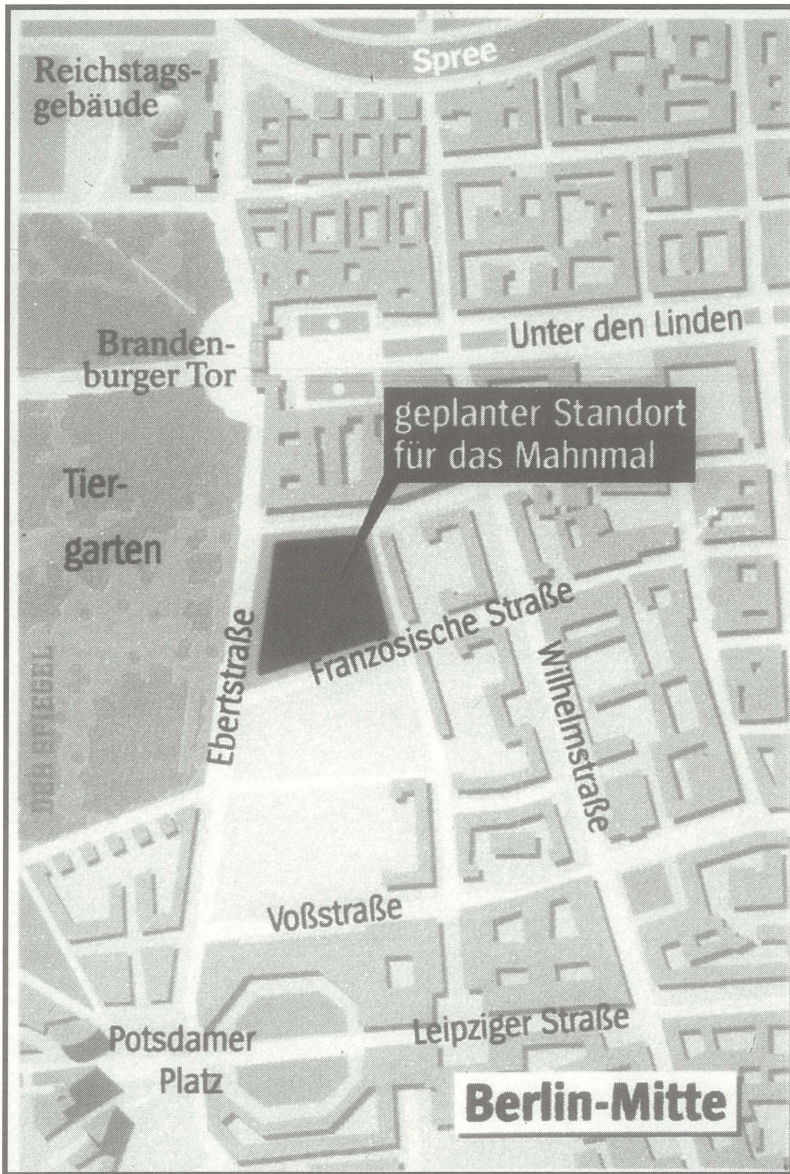 Spree
Reichstags-
gebäude
Unter den Linden
Branden-
burger Tor
geplanter Standort
für das Mahnmal
Tier-
garten
Französische Straße
Ebertstraße
Wilhelmstraße
DER SPIEGEL
Voßstraße
Leipziger Straße
Potsdamer
Platz
Berlin-Mitte